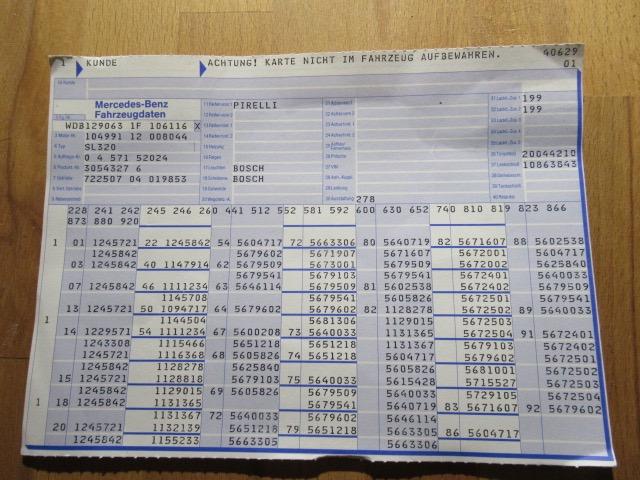 1 KUNDE ACHTUNG! KARTE NICHT IM FAHRZEUG AUFBEWAHREN. 40629
01
Mercedes-Benz
Fahrzeugdaten
PIRELLI
199
199
WDB129063 1F 106116 X
104991 12 008044
SL320
0 4 571 52024
20044210
3054327 6
BOSCH
10863843
722507 04 019853
BOSCH
278
228 241 242 245 246 260 441 512 552 581 592 600 630 652 740 810 819 823 866
873 880 920
1 01 1245721 22 1245842 54 5604717 72 5663306 80 5640719 82 5671607 88 5602538
1245842 5679602 5671907 5671607 5672001 5604717
03 1245842 40 1147914 62 5679509 5673001 5679509 5672002 5625840
5679541 5679103 5679541 5672401 5640033
07 1245842 46 1111234 63 5646114 5679509 81 5602538 5672402 5679509
1145708 5679541 5605826 5672501 5679541
13 1245721 50 1094717 64 5679602 5679602 82 1128278 5672502 89 5640033
1 1144504 5681306 1129015 5672503
14 1229571 54 1111234 67 5600208 73 5640033 1131365 5672504 91 5672401
1243308 1115466 5651218 5651218 1131367 5679103 5672402
1245721 1116368 68 5605826 74 5651218 5604717 5679602 5672501
1245842 1128278 5625840 5605826 5681001 5672502
15 1245721 1128818 5679103 75 5640033 5615428 5715527 5672503
1245842 1129015 69 5605826 5679509 5640033 5729105 5672504
1 18 1245842 1131365 5679541 5640719 83 5671607 92 5679602
1131367 72 5640033 5679602 5646114
20 1245721 1132139 5651218 79 5651218 5663305 86 5604717
1245842 1155233 5663305 5663306